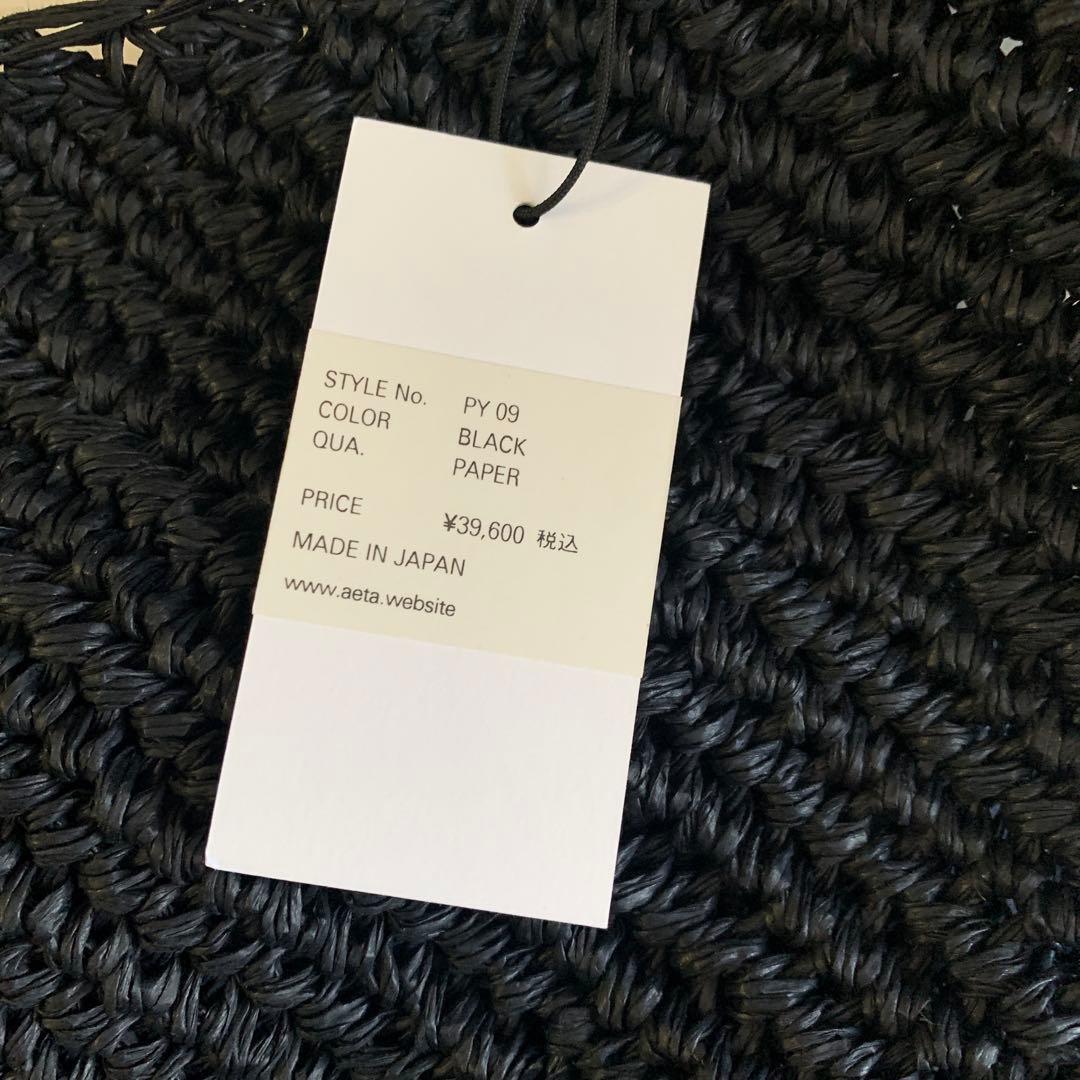 STYLE No. PY 09
COLOR BLACK
QUA. PAPER
PRICE ¥39,600 税込
MADE IN JAPAN
www.aeta.website